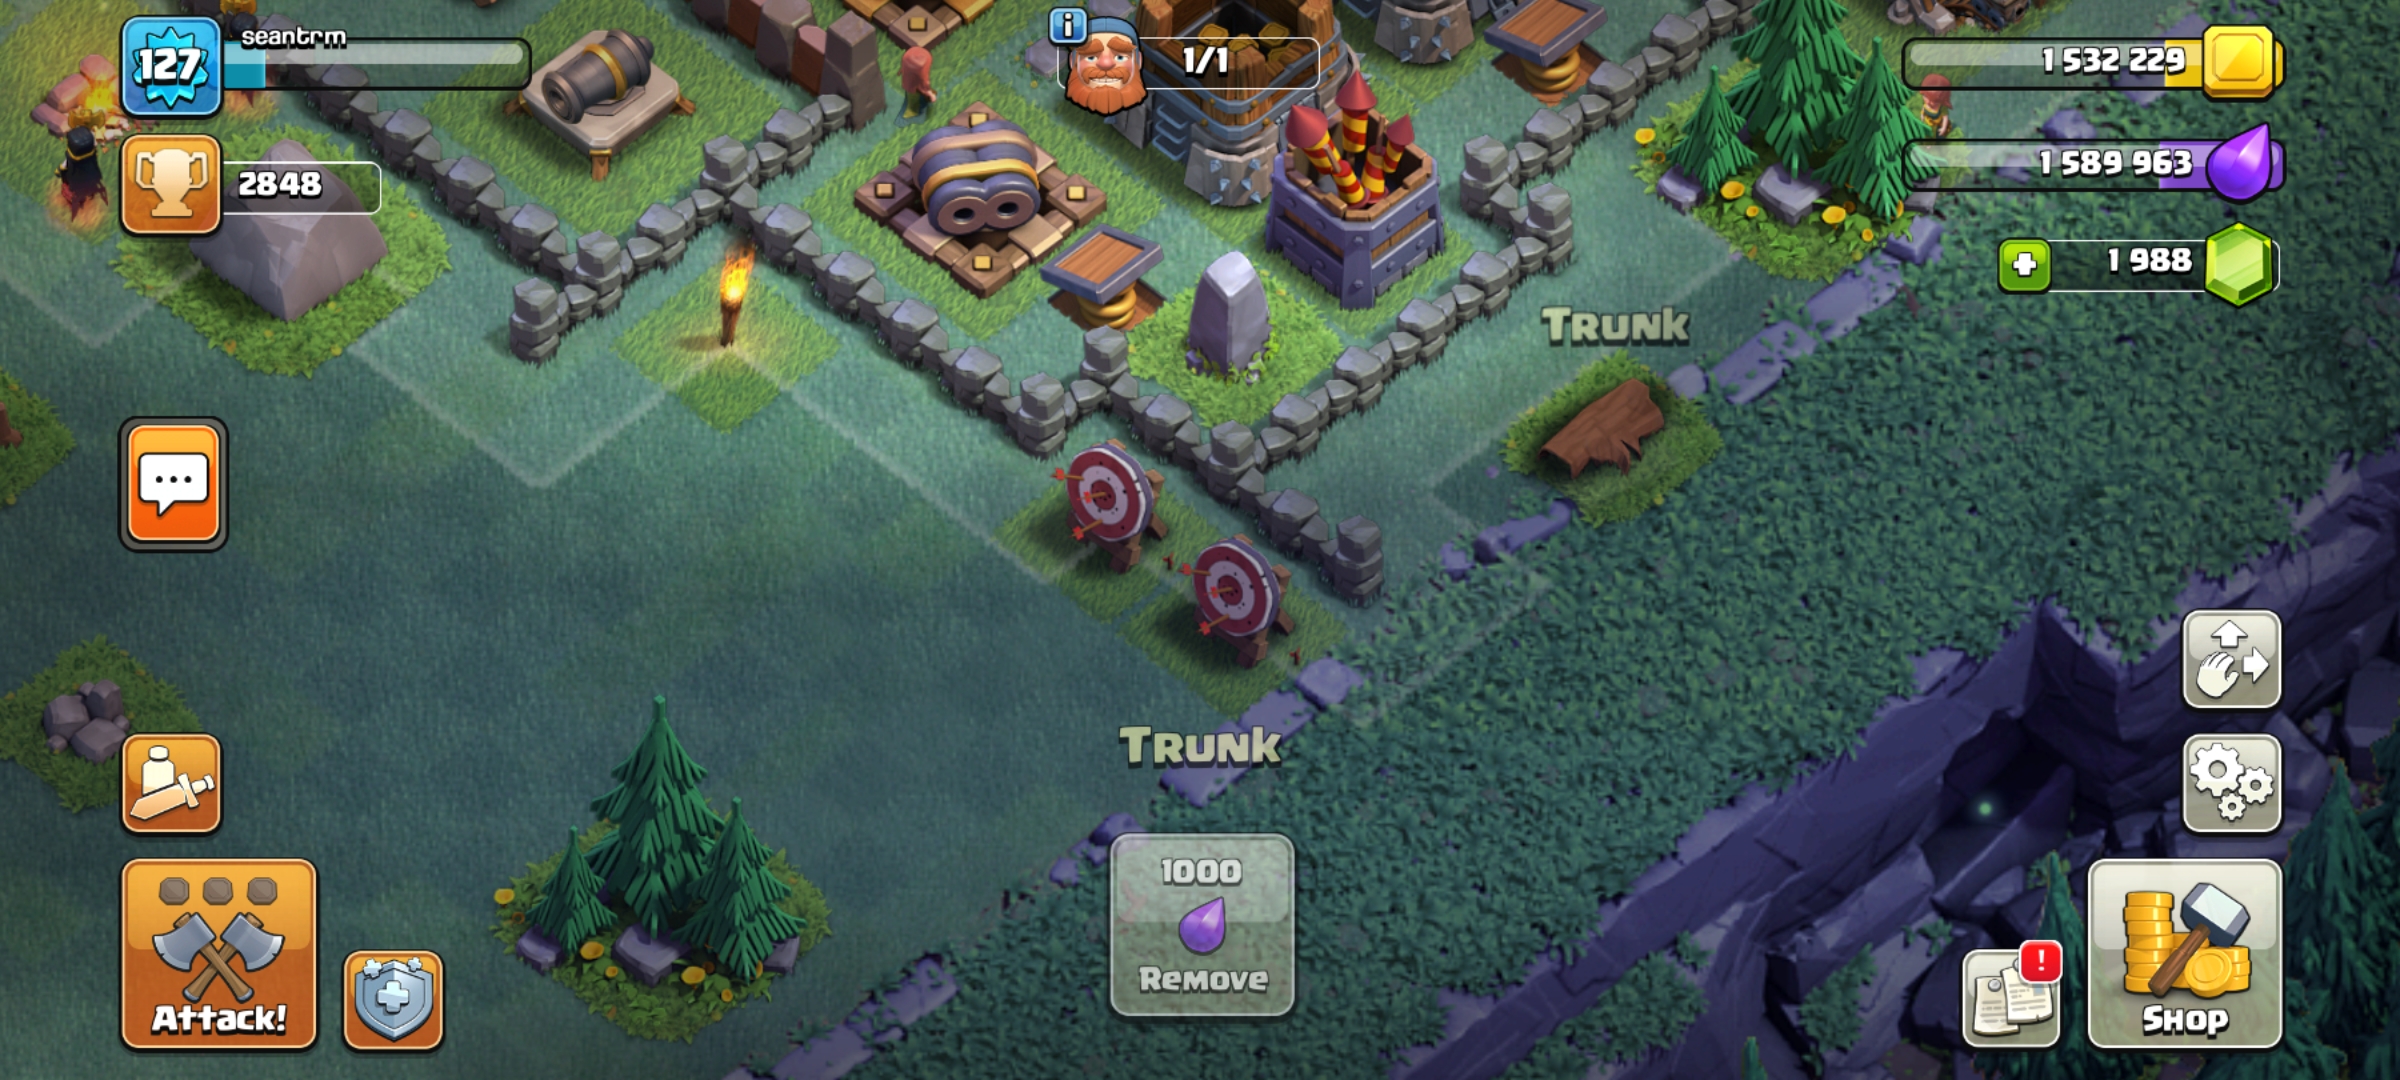 127
seantrm
1/1
1 532 229
2848
1 589 963
1 988
Trunk
Trunk
1000
Remove
Attack!
!
Shop